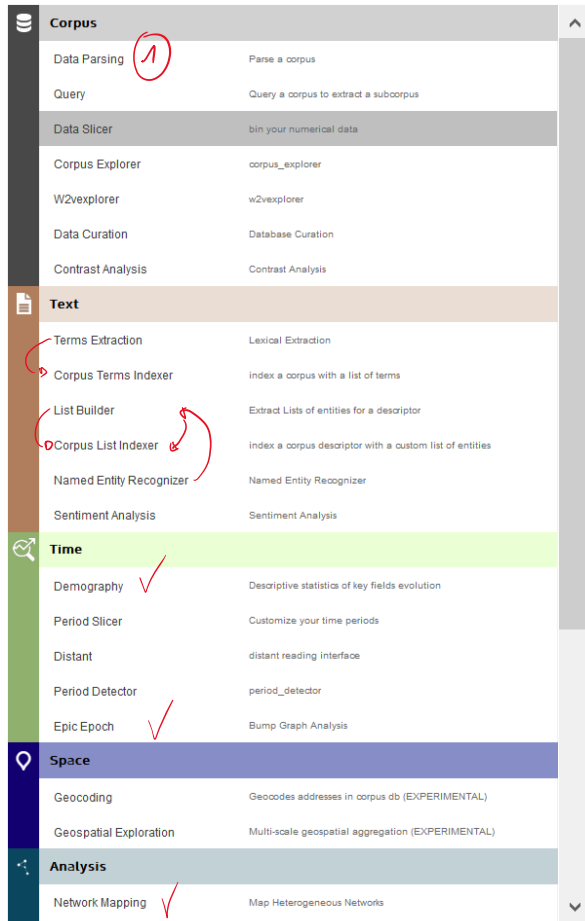 Corpus
Data Parsing 1 Parse a corpus
Query Query a corpus to extract a subcorpus
Data Slicer bin your numerical data
Corpus Explorer corpus_explorer
W2vexplorer w2vexplorer
Data Curation Database Curation
Contrast Analysis Contrast Analysis
Text
Terms Extraction Lexical Extraction
Corpus Terms Indexer index a corpus with a list of terms
List Builder Extract Lists of entities for a descriptor
Corpus List Indexer index a corpus descriptor with a custom list of entities
Named Entity Recognizer Named Entity Recognizer
Sentiment Analysis Sentiment Analysis
Time
Demography Descriptive statistics of key fields evolution
Period Slicer Customize your time periods
Distant distant reading interface
Period Detector period_detector
Epic Epoch Bump Graph Analysis
Space
Geocoding Geocodes addresses in corpus db (EXPERIMENTAL)
Geospatial Exploration Multi-scale geospatial aggregation (EXPERIMENTAL)
Analysis
Network Mapping Map Heterogeneous Networks